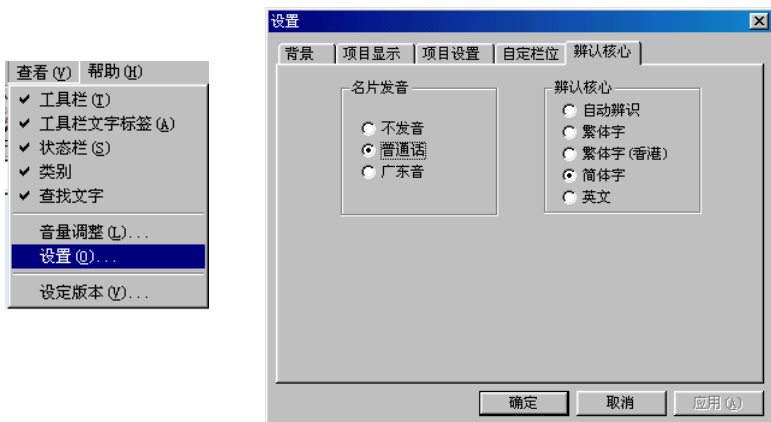 查看(V) 帮助(H)
工具栏(T)
工具栏文字标签(A)
状态栏(S)
类别
查找文字
音量调整(L)...
设置(O)...
设定版本(V)...
设置
背景 项目显示 项目设置 自定栏位 辨认核心
名片发音
不发音
普通话
广东音
辨认核心
自动辨识
繁体字
繁体字(香港)
简体字
英文
确定 取消 应用(A)